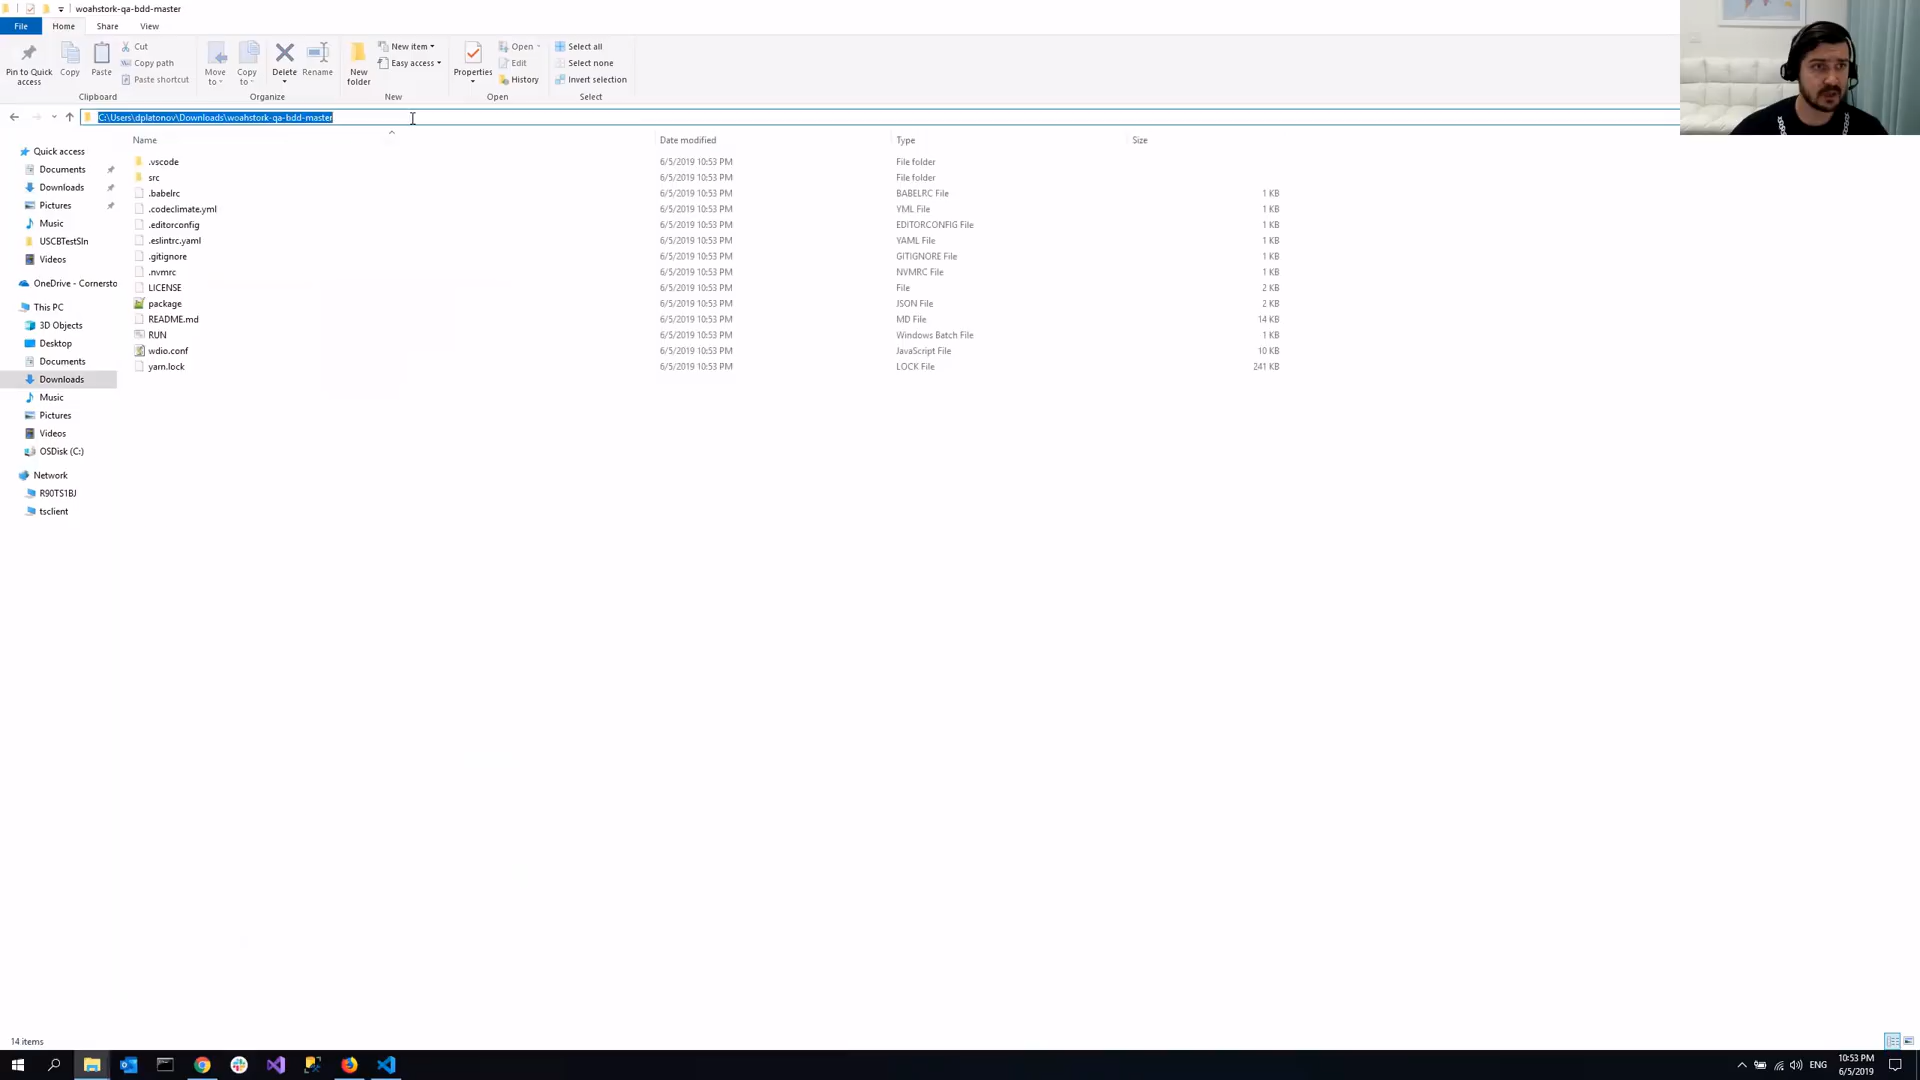 woahstork-qa-bdd-master
File Home Share View
Pin to Quick access
Copy
Paste
Cut
Copy path
Paste shortcut
Clipboard
Move to
Copy to
Delete
Rename
Organize
New folder
New item
Easy access
New
Properties
Open
Edit
History
Open
Select all
Select none
Invert selection
Select
C:\Users\dplatonov\Downloads\woahstork-qa-bdd-master
Name Date modified Type Size
.vscode 6/5/2019 10:53 PM File folder
src 6/5/2019 10:53 PM File folder
.babelrc 6/5/2019 10:53 PM BABELRC File 1 KB
.codeclimate.yml 6/5/2019 10:53 PM YML File 1 KB
.editorconfig 6/5/2019 10:53 PM EDITORCONFIG File 1 KB
.eslintrc.yaml 6/5/2019 10:53 PM YAML File 1 KB
.gitignore 6/5/2019 10:53 PM GITIGNORE File 1 KB
.nvmrc 6/5/2019 10:53 PM NVMRC File 1 KB
LICENSE 6/5/2019 10:53 PM File 2 KB
package 6/5/2019 10:53 PM JSON File 2 KB
README.md 6/5/2019 10:53 PM MD File 14 KB
RUN 6/5/2019 10:53 PM Windows Batch File 1 KB
wdio.conf 6/5/2019 10:53 PM JavaScript File 10 KB
yarn.lock 6/5/2019 10:53 PM LOCK File 241 KB
Quick access
Documents
Downloads
Pictures
Music
USCBTestSln
Videos
OneDrive - Cornersto
This PC
3D Objects
Desktop
Documents
Downloads
Music
Pictures
Videos
OSDisk (C:)
Network
R90TS1BJ
tsclient
14 items
ENG
10:53 PM
6/5/2019